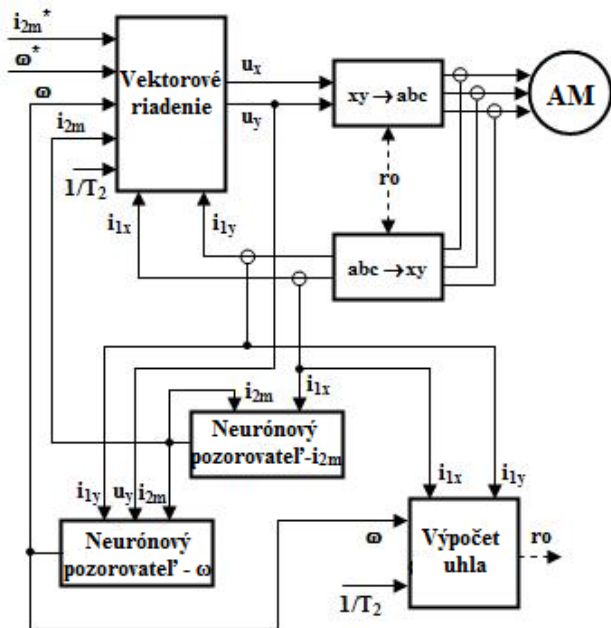 i2m*
ω*
ω
i2m
1/T2
Vektorové
riadenie
ux
uy
xy → abc
AM
ro
i1x
i1y
abc → xy
i2m
i1x
Neurónový
pozorovateľ-i2m
i1y
uy
i2m
Neurónový
pozorovateľ - ω
i1x
i1y
ω
Výpočet
uhla
ro
1/T2